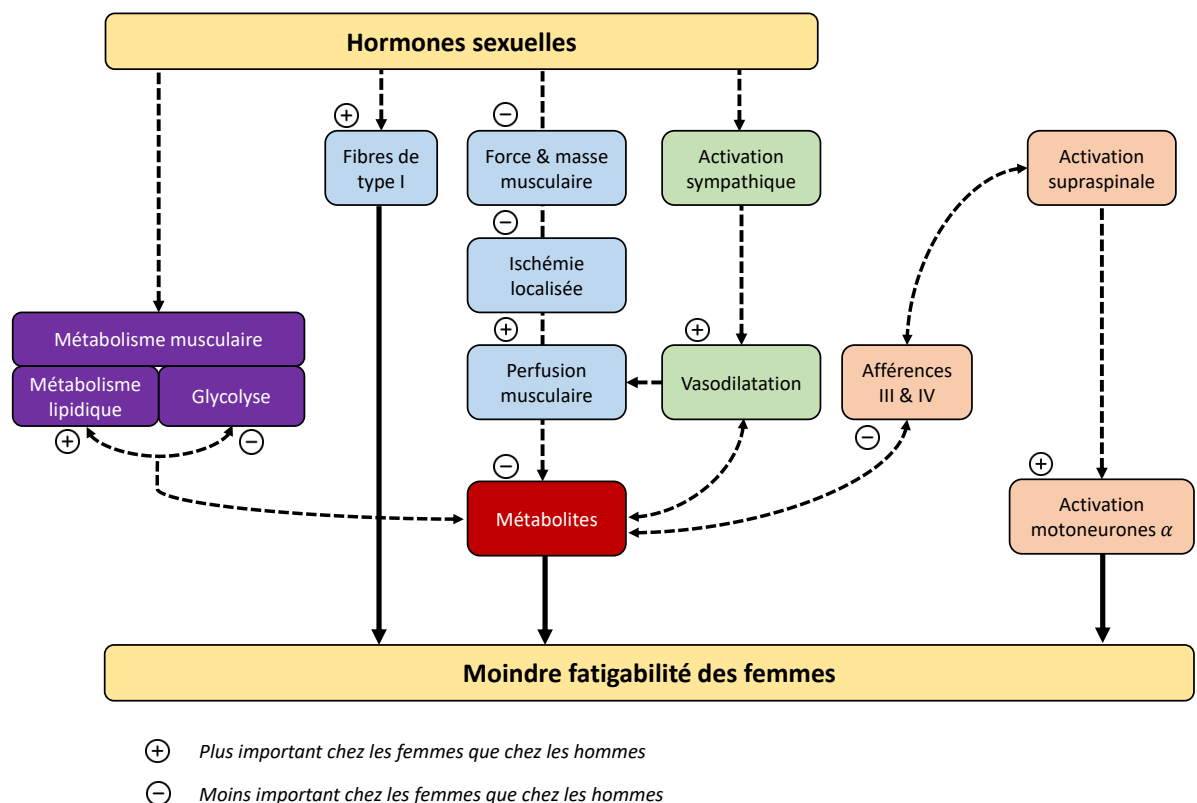 Hormones sexuelles
+
−
Fibres de
type I
Force & masse
musculaire
Activation
sympathique
Activation
supraspinale
−
Ischémie
localisée
Métabolisme musculaire
Métabolisme
lipidique
Glycolyse
+
−
+
Perfusion
musculaire
+
Vasodilatation
Afférences
III & IV
−
−
Métabolites
+
Activation
motoneurones α
Moindre fatigabilité des femmes
+ Plus important chez les femmes que chez les hommes
− Moins important chez les femmes que chez les hommes